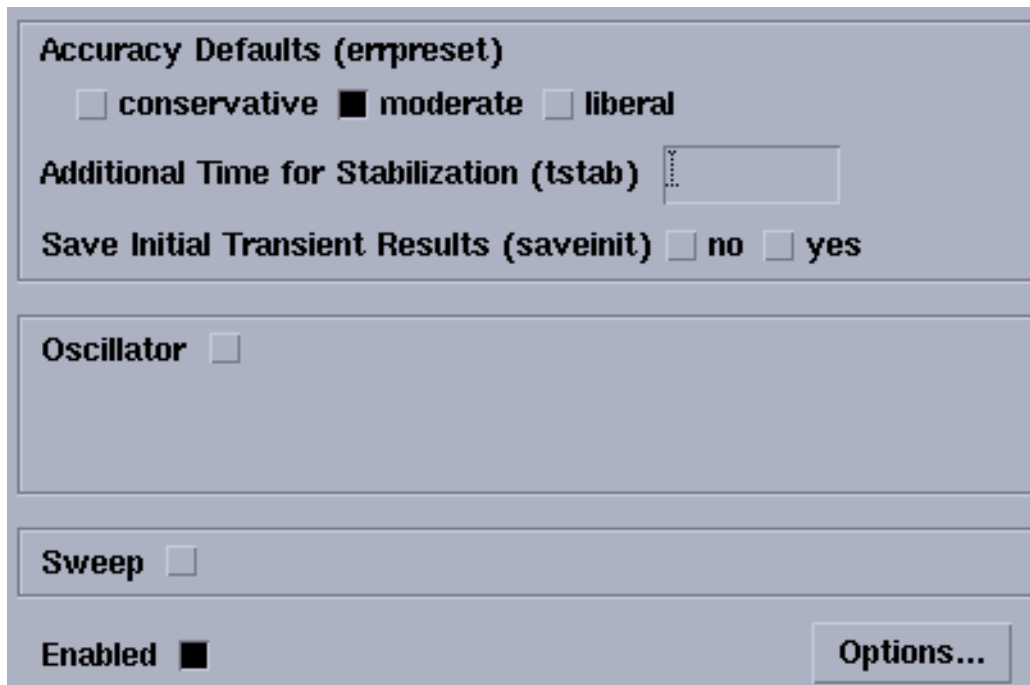 Accuracy Defaults (errpreset)
conservative moderate liberal
Additional Time for Stabilization (tstab)
Save Initial Transient Results (saveinit) no yes
Oscillator
Sweep
Enabled
Options...